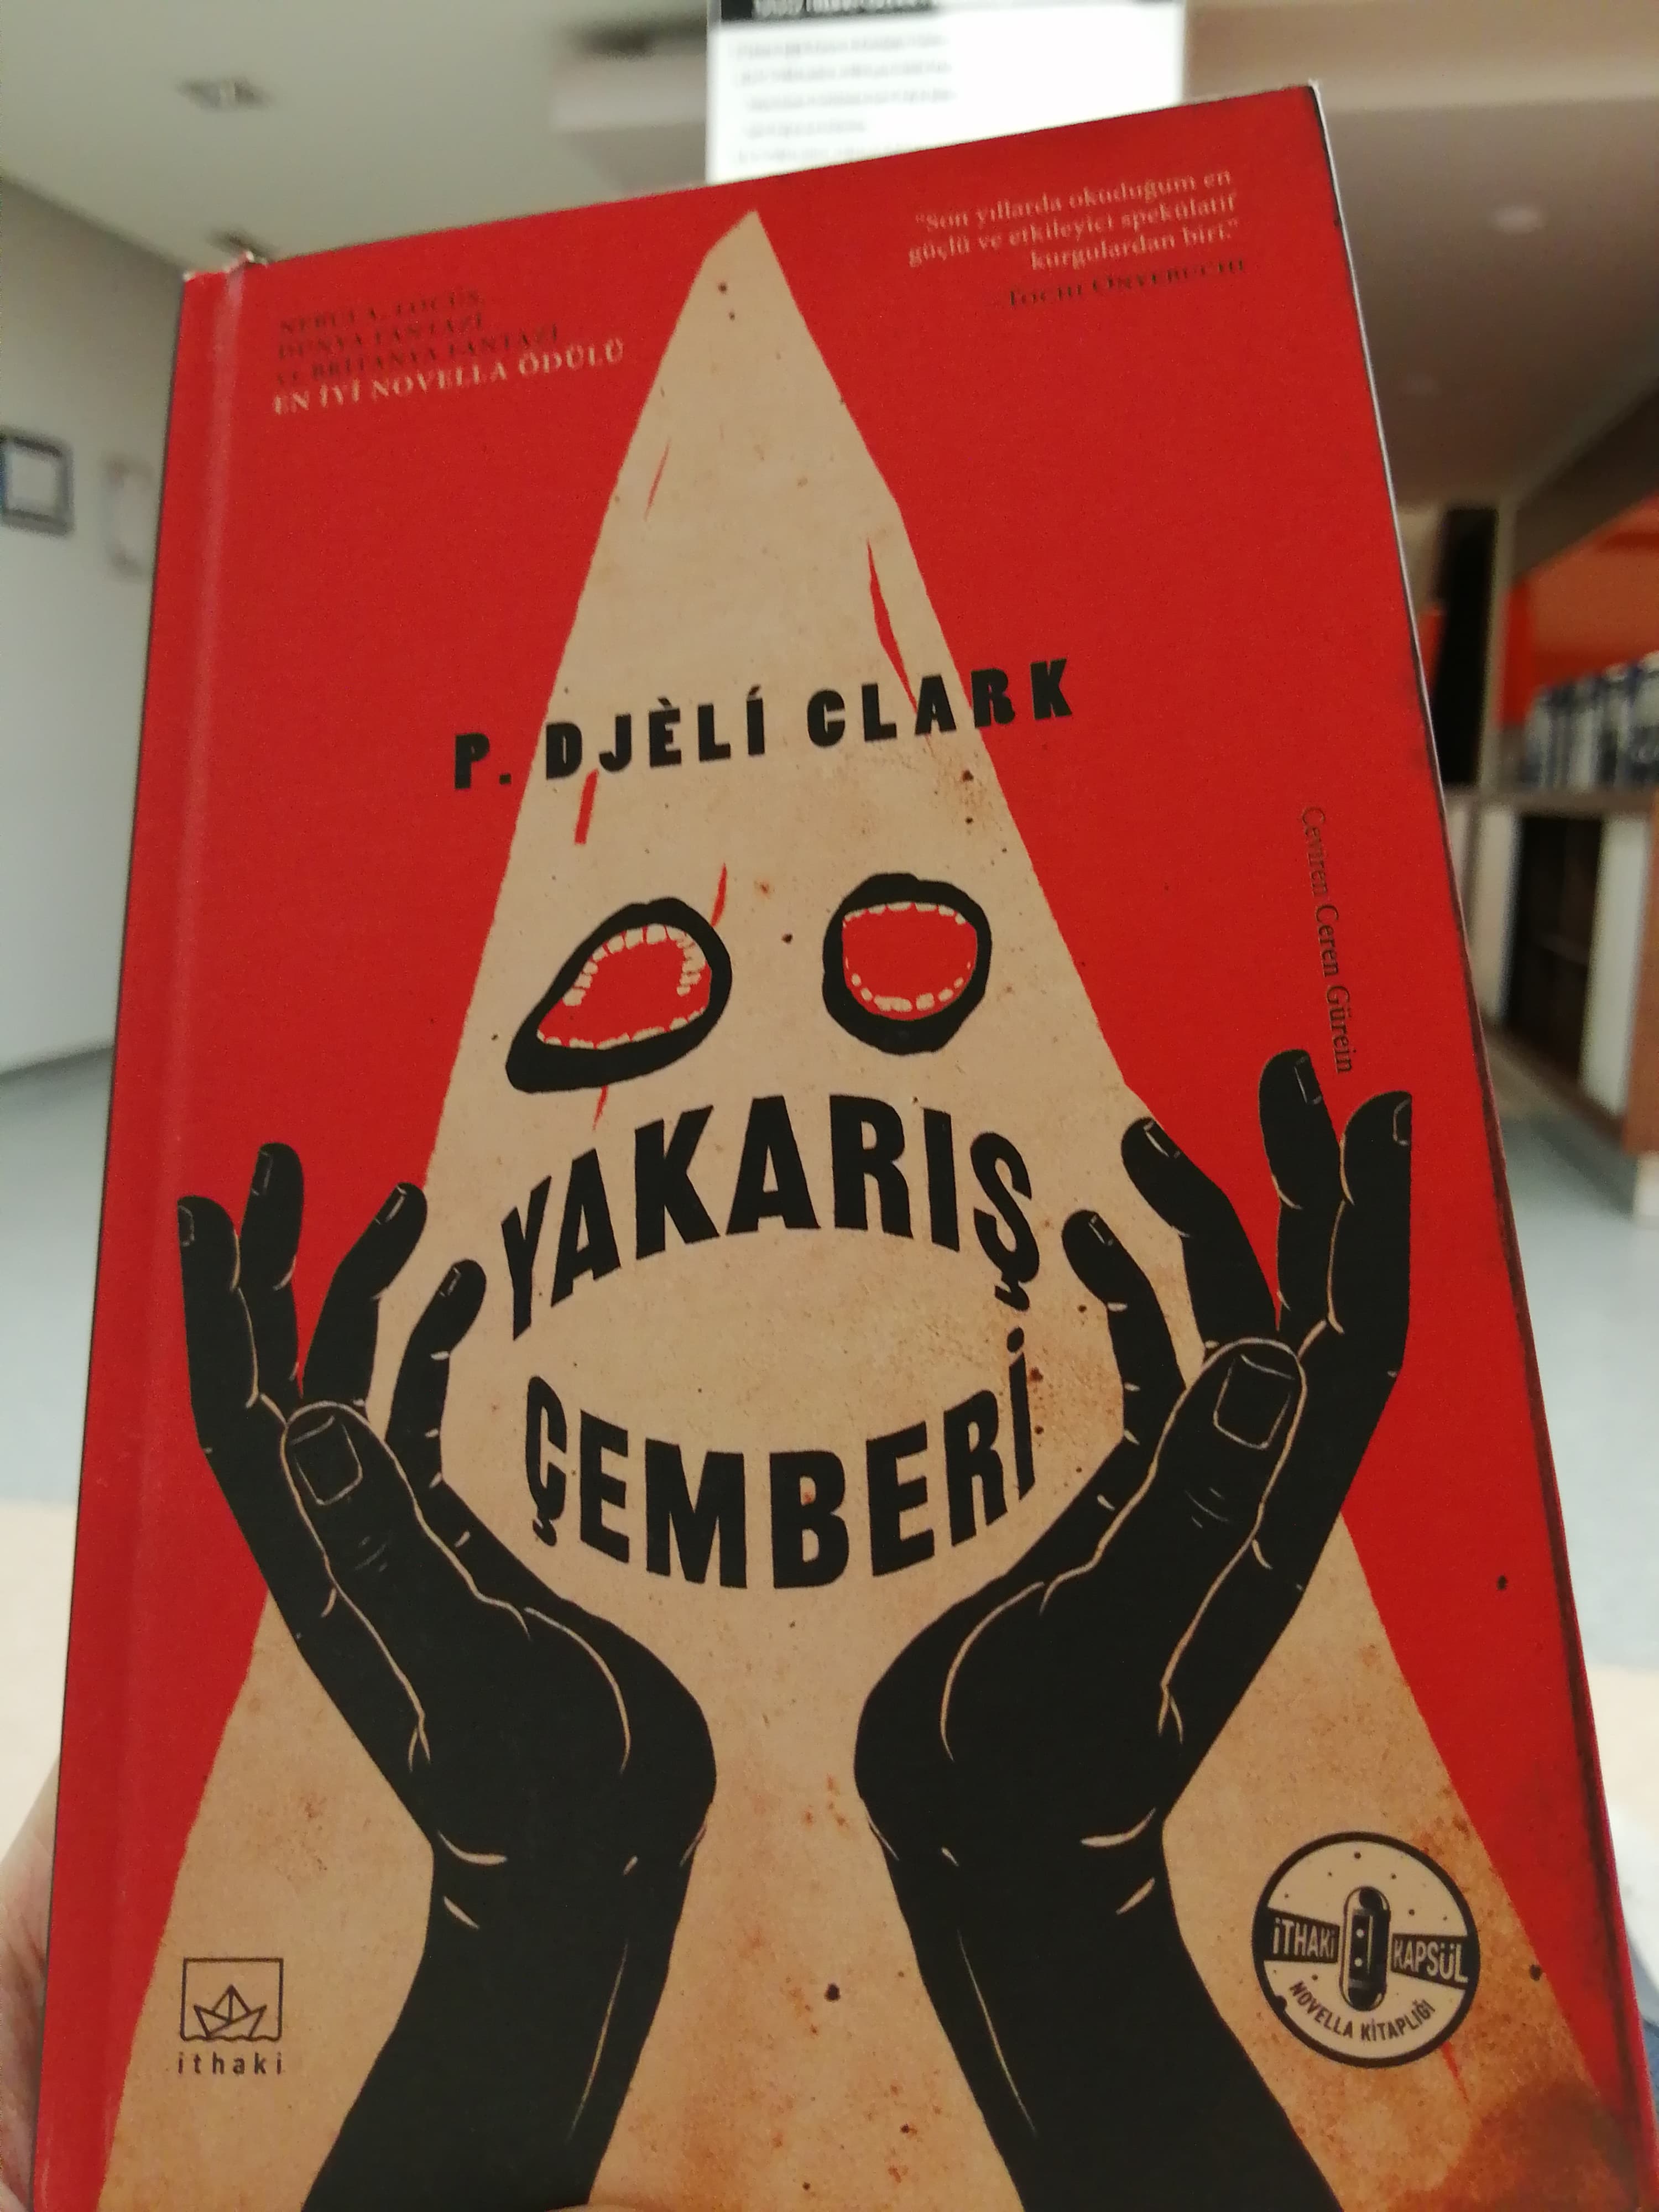 NEBULA, LOCUS,
DÜNYA FANTAZİ
VE BRİTANYA FANTAZİ
EN İYİ NOVELLA ÖDÜLÜ
"Son yıllarda okuduğum en
güçlü ve etkileyici spekülatif
kurgulardan biri."
TOCHI ONYEBUCHI
P. DJÈLÍ CLARK
Çeviren Ceren Gürein
YAKARIŞ
ÇEMBERİ
ithaki
İTHAKİ KAPSÜL
NOVELLA KİTAPLIĞI